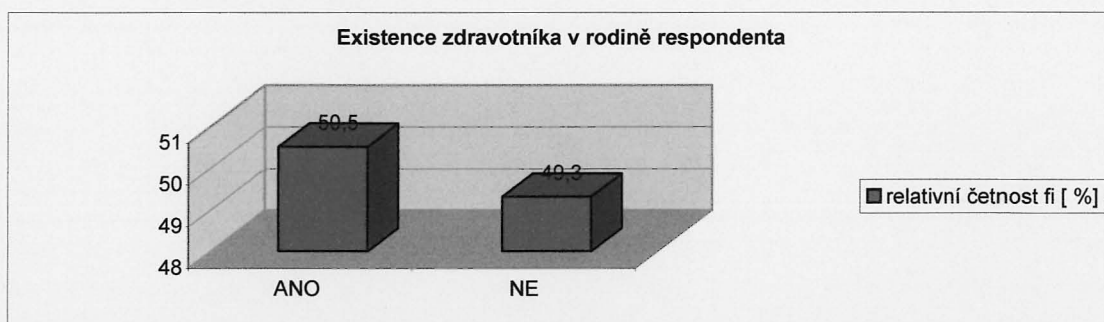 Existence zdravotníka v rodině respondenta
50,5
49,3
51
50
49
48
ANO
NE
relativní četnost fi [ %]